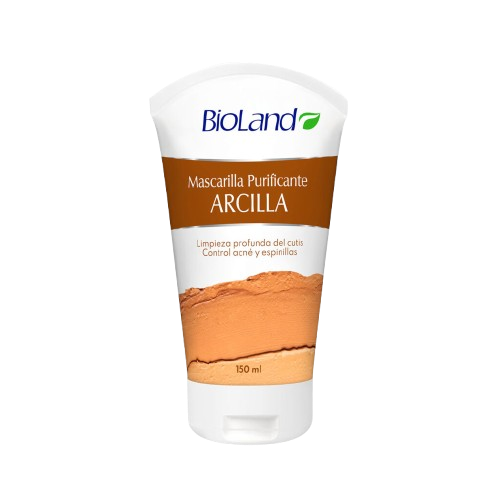 BioLand
Mascarilla Purificante
ARCILLA
Limpieza profunda del cutis
Control acné y espinillas
150 ml